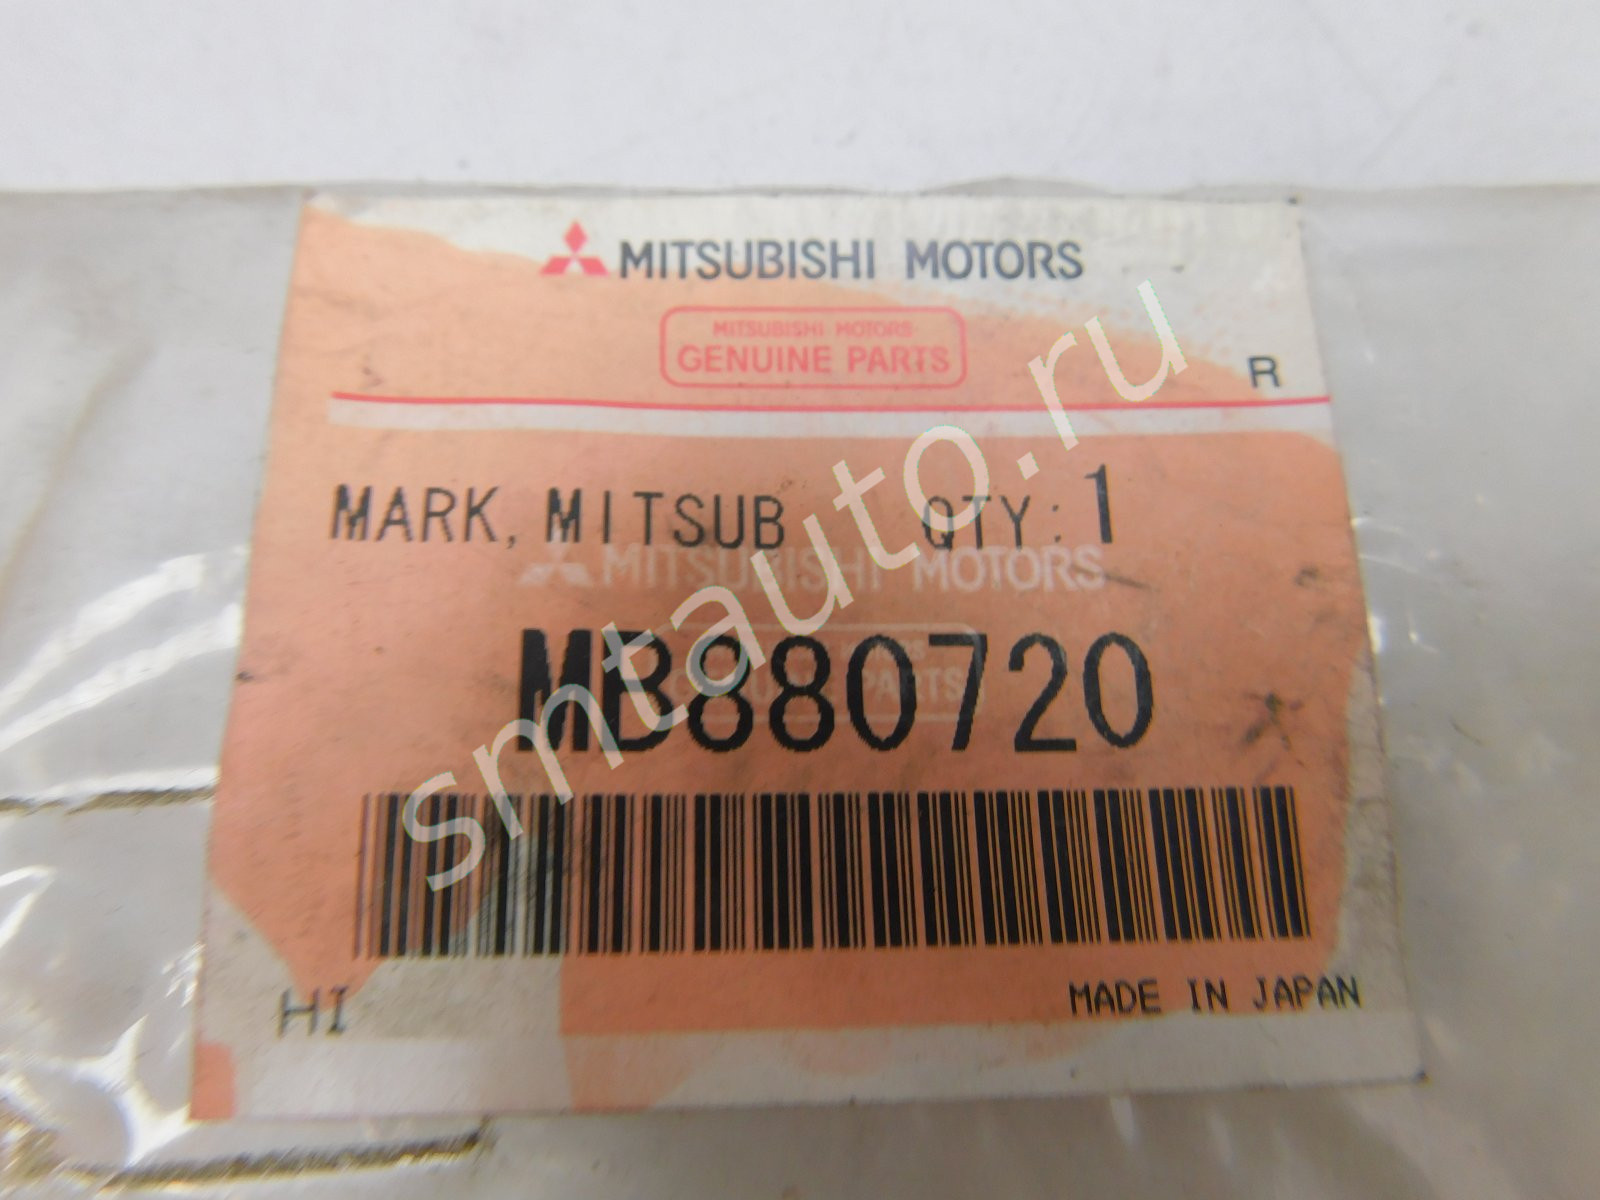 MITSUBISHI MOTORS
MITSUBISHI MOTORS
GENUINE PARTS
R
MARK, MITSUB QTY: 1
MITSUBISHI MOTORS
MB880720
PARTS
HI
MADE IN JAPAN
smtauto.ru